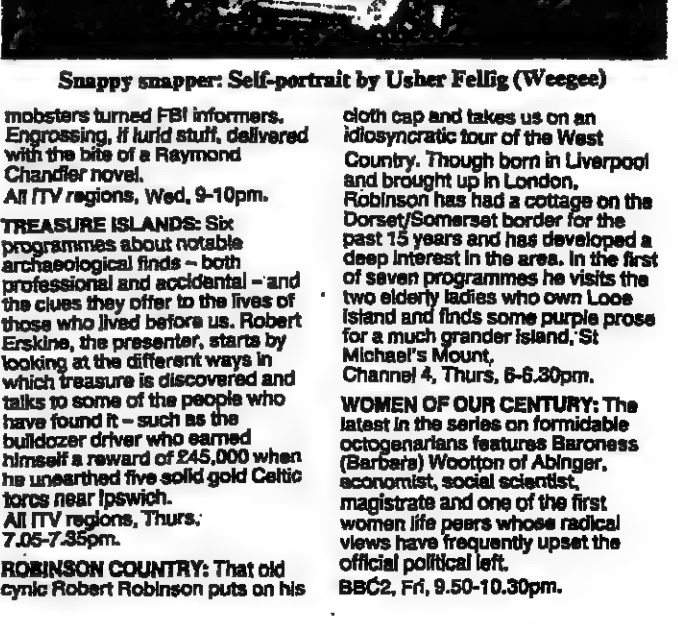 Snappy snapper: Self-portrait by Usher Fellig (Weegee)
mobsters turned FBI informers.
Engrossing, if lurid stuff, delivered
with the bite of a Raymond
Chandler novel.
All ITV regions, Wed, 9-10pm.
TREASURE ISLANDS: Six
programmes about notable
archaeological finds – both
professional and accidental – and
the clues they offer to the lives of
those who lived before us. Robert
Erskine, the presenter, starts by
looking at the different ways in
which treasure is discovered and
talks to some of the people who
have found it – such as the
bulldozer driver who earned
himself a reward of £45,000 when
he unearthed five solid gold Celtic
torcs near Ipswich.
All ITV regions, Thurs,
7.05-7.35pm.
ROBINSON COUNTRY: That old
cynic Robert Robinson puts on his
cloth cap and takes us on an
idiosyncratic tour of the West
Country. Though born in Liverpool
and brought up in London,
Robinson has had a cottage on the
Dorset/Somerset border for the
past 15 years and has developed a
deep interest in the area. In the first
of seven programmes he visits the
two elderly ladies who own Looe
Island and finds some purple prose
for a much grander island, St
Michael's Mount.
Channel 4, Thurs, 6-6.30pm.
WOMEN OF OUR CENTURY: The
latest in the series on formidable
octogenarians features Baroness
(Barbara) Wootton of Abinger,
economist, social scientist,
magistrate and one of the first
women life peers whose radical
views have frequently upset the
official political left.
BBC2, Fri, 9.50-10.30pm.